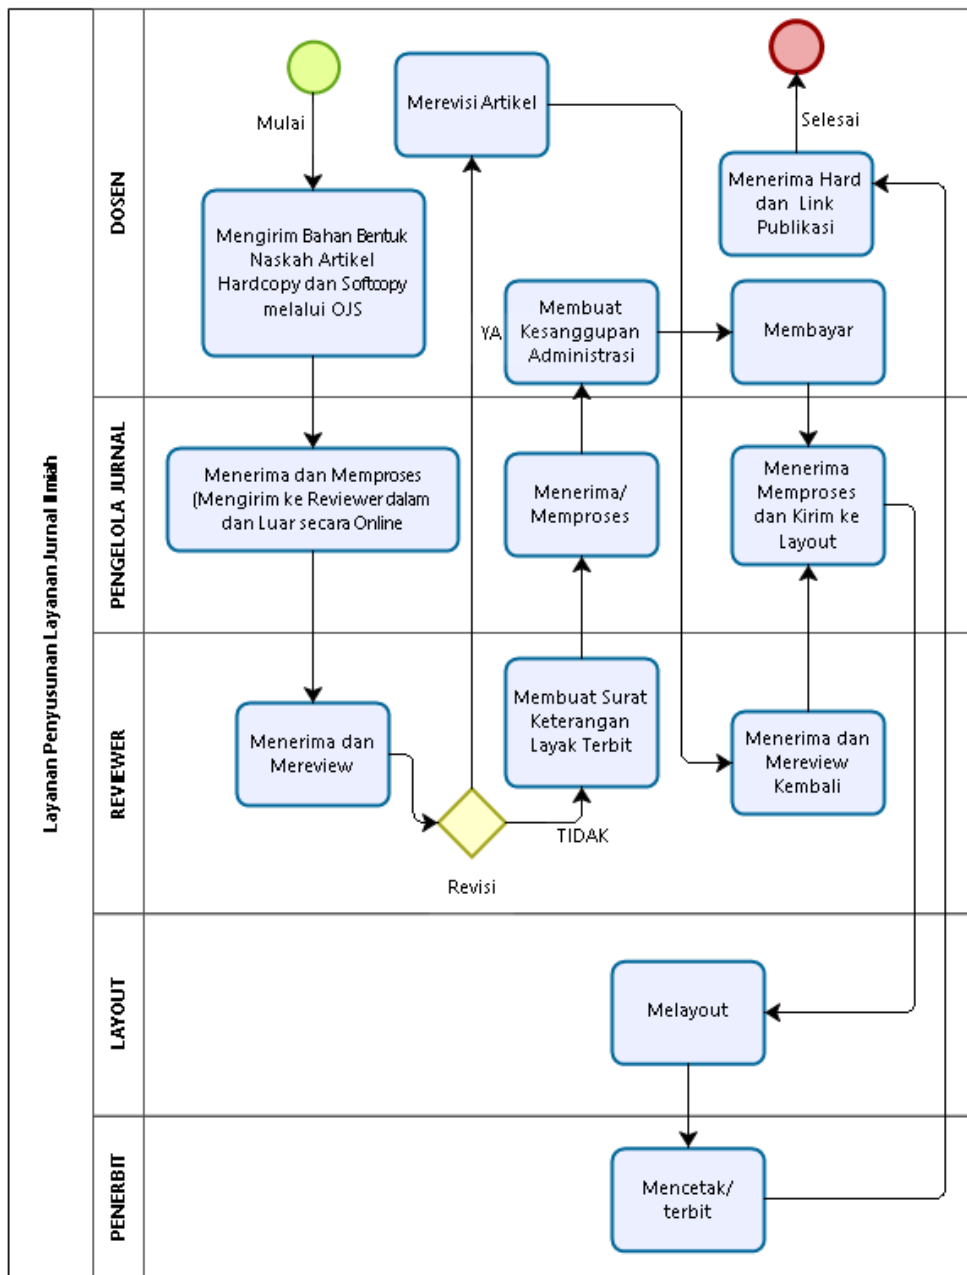 Layanan Penyusunan Layanan Jurnal Ilmiah
DOSEN
Mulai
Mengirim Bahan Bentuk
Naskah Artikel
Hardcopy dan Softcopy
melalui OJS
Merevisi Artikel
Selesai
Menerima Hard
dan Link
Publikasi
YA
Membuat
Kesanggupan
Administrasi
Membayar
PENGELOLA JURNAL
Menerima dan Memproses
(Mengirim ke Reviewer dalam
dan Luar secara Online
Menerima/
Memproses
Menerima
Memproses
dan Kirim ke
Layout
REVIEWER
Menerima dan
Mereview
Revisi
TIDAK
Membuat Surat
Keterangan
Layak Terbit
Menerima dan
Mereview
Kembali
LAYOUT
Melayout
PENERBIT
Mencetak/
terbit